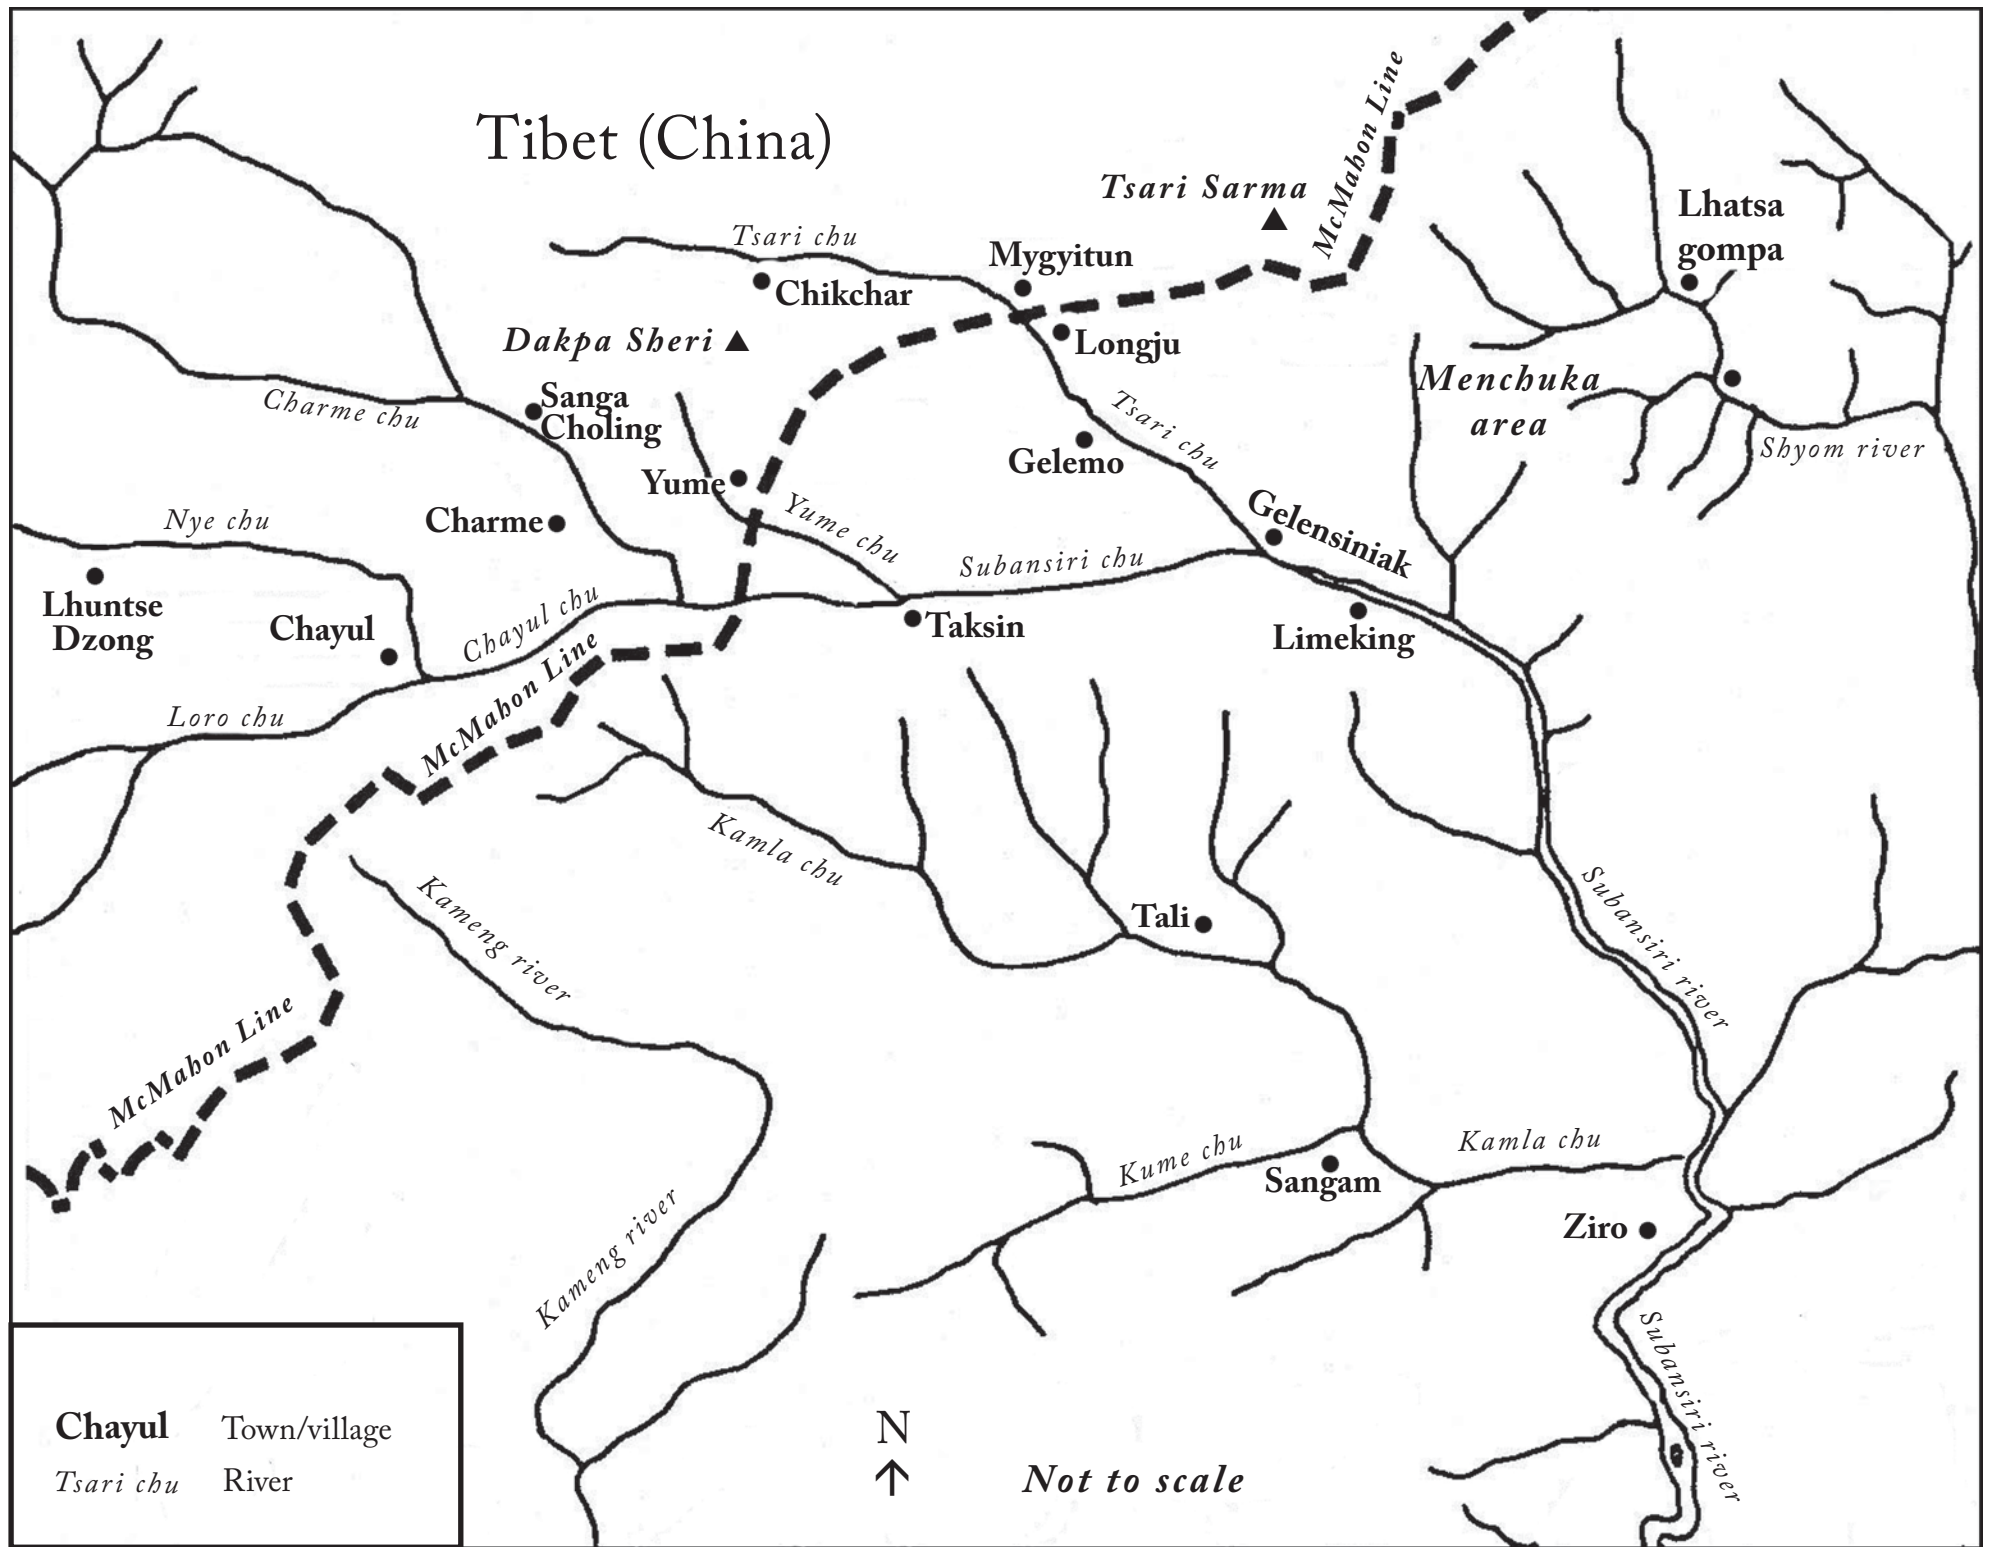 Tibet (China)
McMahon Line
Tsari Sarma
Lhatsa
gompa
Tsari chu
Mygyitun
Chikchar
Dakpa Sheri
Longju
Menchuka
area
Sanga
Choling
Charme chu
Tsari chu
Gelemo
Shyom river
Yume
Nye chu
Charme
Yume chu
Gelensiniak
Subansiri chu
Lhuntse
Dzong
Chayul
Chayul chu
Taksin
Limeking
Loro chu
McMahon Line
Kamla chu
Kameng river
Tali
Subansiri river
McMahon Line
Kume chu
Sangam
Kamla chu
Ziro
Kameng river
Subansiri river
Chayul Town/village
Tsari chu River
N
Not to scale